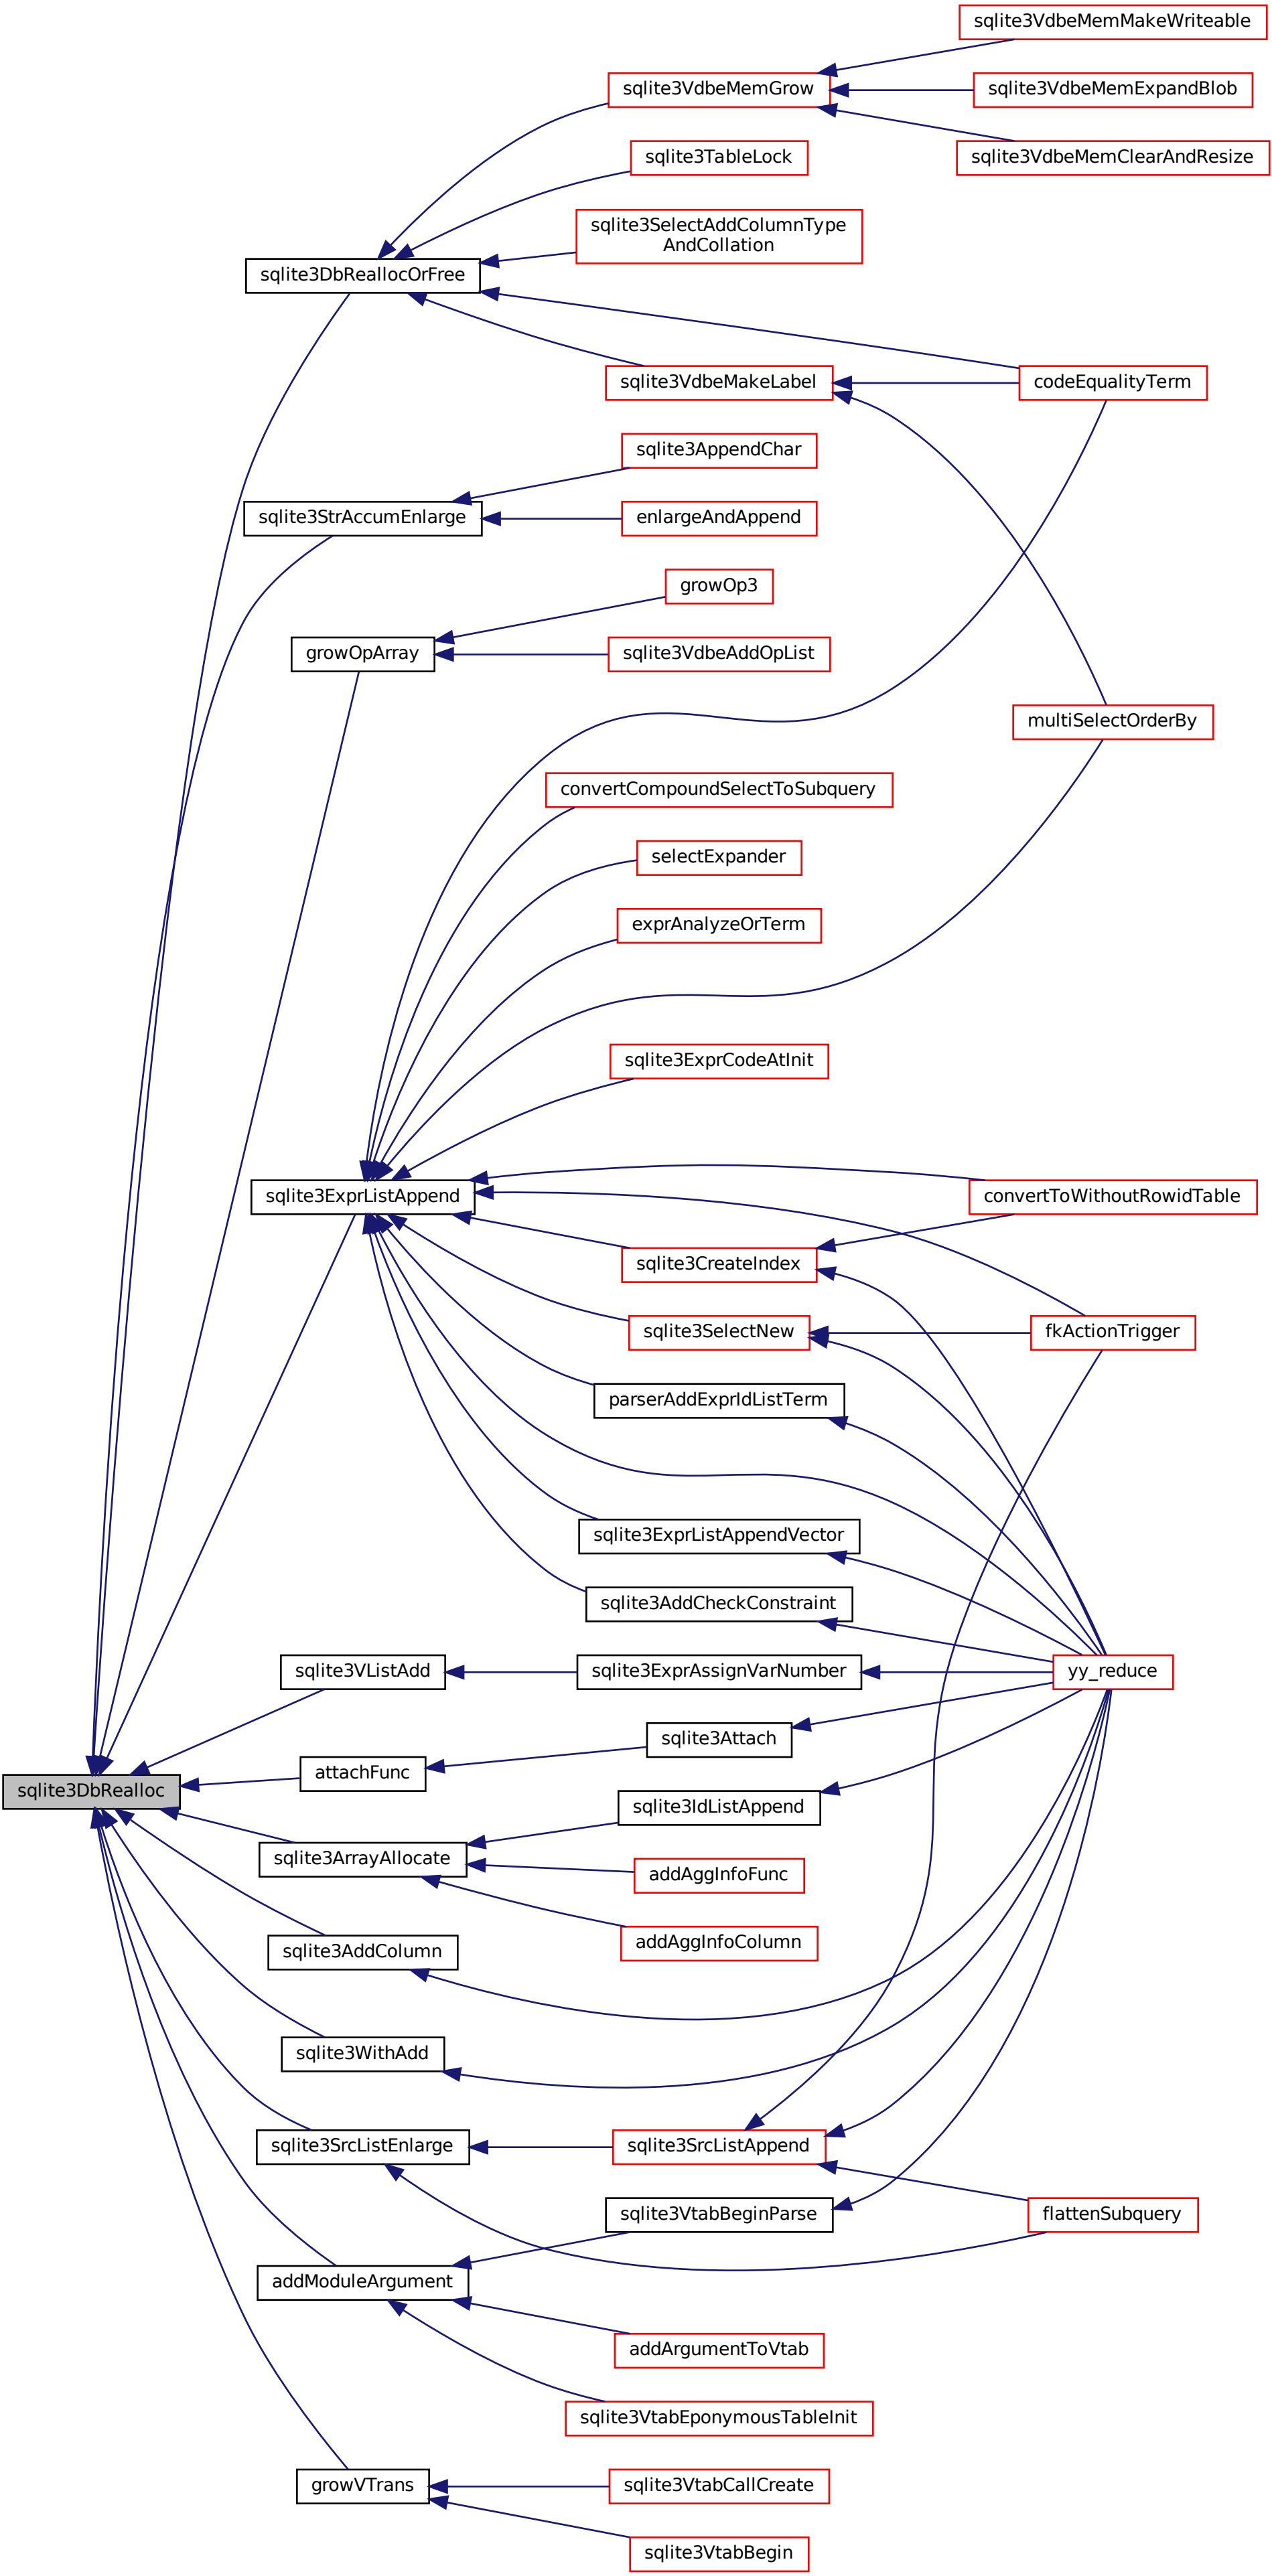 sqlite3VdbeMemMakeWriteable
sqlite3VdbeMemGrow
sqlite3VdbeMemExpandBlob
sqlite3TableLock
sqlite3VdbeMemClearAndResize
sqlite3SelectAddColumnType
AndCollation
sqlite3DbReallocOrFree
sqlite3VdbeMakeLabel
codeEqualityTerm
sqlite3AppendChar
sqlite3StrAccumEnlarge
enlargeAndAppend
growOp3
growOpArray
sqlite3VdbeAddOpList
multiSelectOrderBy
convertCompoundSelectToSubquery
selectExpander
exprAnalyzeOrTerm
sqlite3ExprCodeAtInit
sqlite3ExprListAppend
convertToWithoutRowidTable
sqlite3CreateIndex
sqlite3SelectNew
fkActionTrigger
parserAddExprIdListTerm
sqlite3ExprListAppendVector
sqlite3AddCheckConstraint
sqlite3VListAdd
sqlite3ExprAssignVarNumber
yy_reduce
sqlite3Attach
attachFunc
sqlite3DbRealloc
sqlite3IdListAppend
sqlite3ArrayAllocate
addAggInfoFunc
addAggInfoColumn
sqlite3AddColumn
sqlite3WithAdd
sqlite3SrcListEnlarge
sqlite3SrcListAppend
sqlite3VtabBeginParse
flattenSubquery
addModuleArgument
addArgumentToVtab
sqlite3VtabEponymousTableInit
growVTrans
sqlite3VtabCallCreate
sqlite3VtabBegin